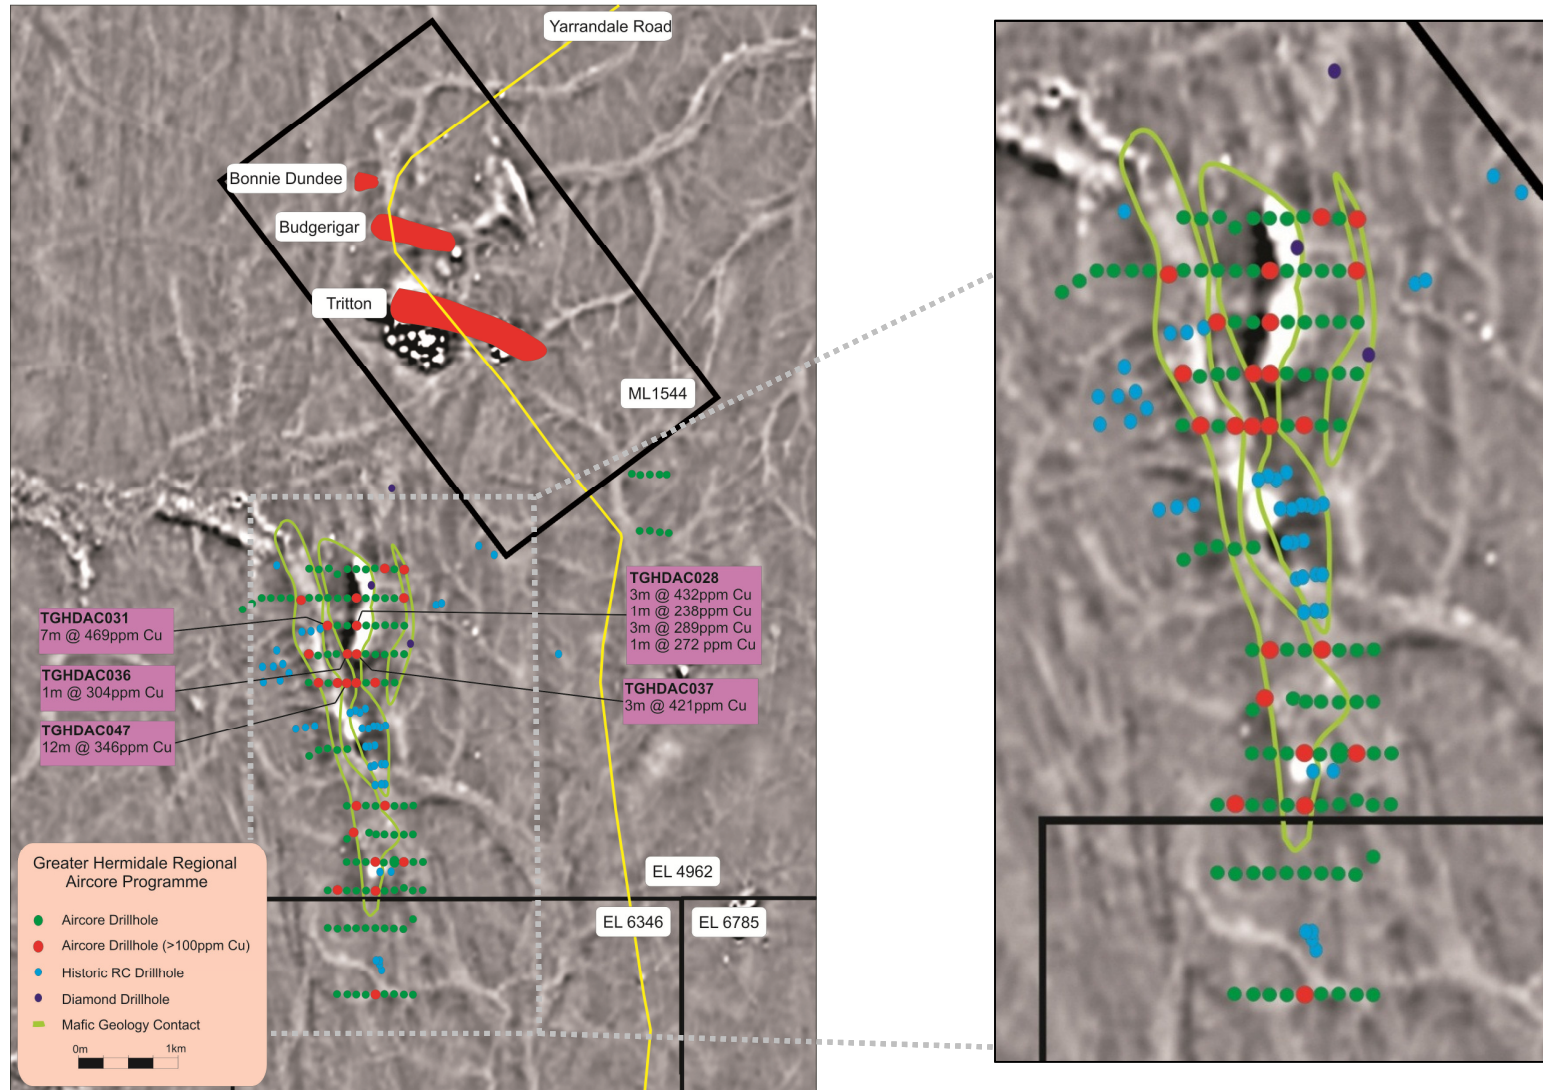 Yarrandale Road
Bonnie Dundee
Budgerigar
Tritton
ML1544
TGHDAC028
3m @ 432ppm Cu
1m @ 238ppm Cu
3m @ 289ppm Cu
1m @ 272 ppm Cu
TGHDAC031
7m @ 469ppm Cu
TGHDAC036
1m @ 304ppm Cu
TGHDAC037
3m @ 421ppm Cu
TGHDAC047
12m @ 346ppm Cu
EL 4962
EL 6346
EL 6785
Greater Hermidale Regional
Aircore Programme
Aircore Drillhole
Aircore Drillhole (>100ppm Cu)
Historic RC Drillhole
Diamond Drillhole
Mafic Geology Contact
0m 1km